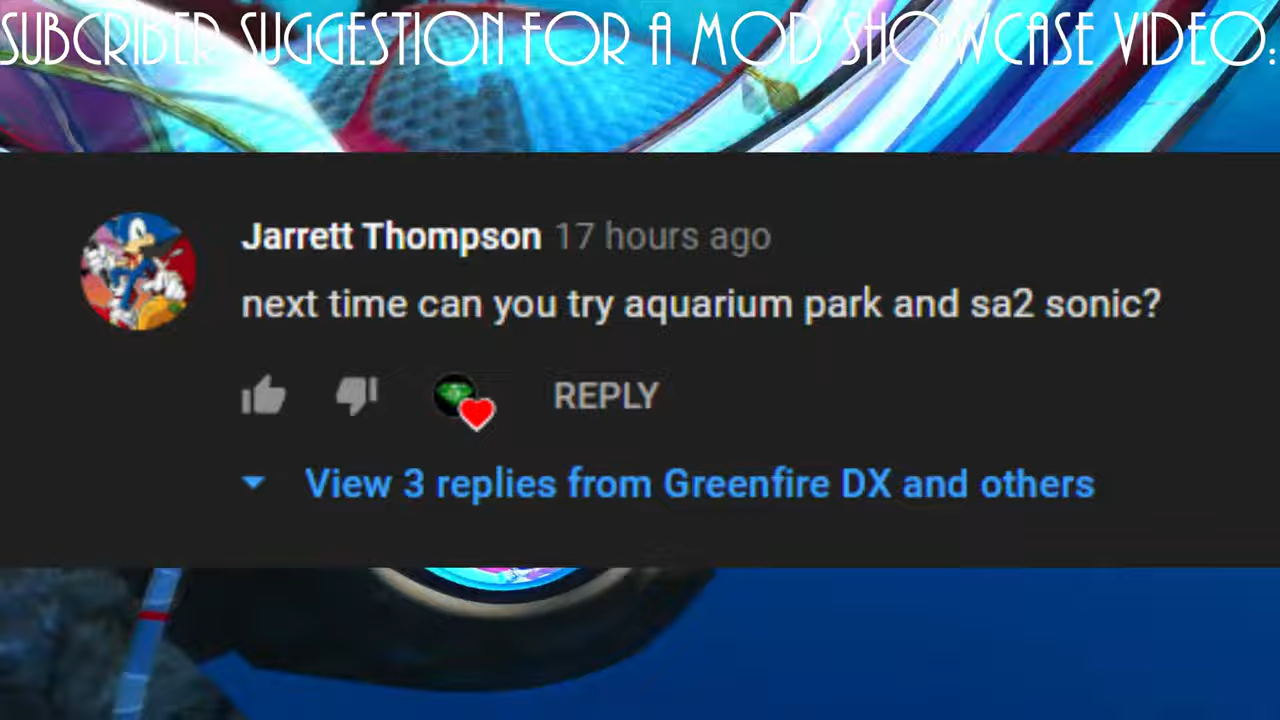 SUBCRIBER SUGGESTION FOR A MOD SHOWCASE VIDEO:
Jarrett Thompson 17 hours ago
next time can you try aquarium park and sa2 sonic?
REPLY
View 3 replies from Greenfire DX and others